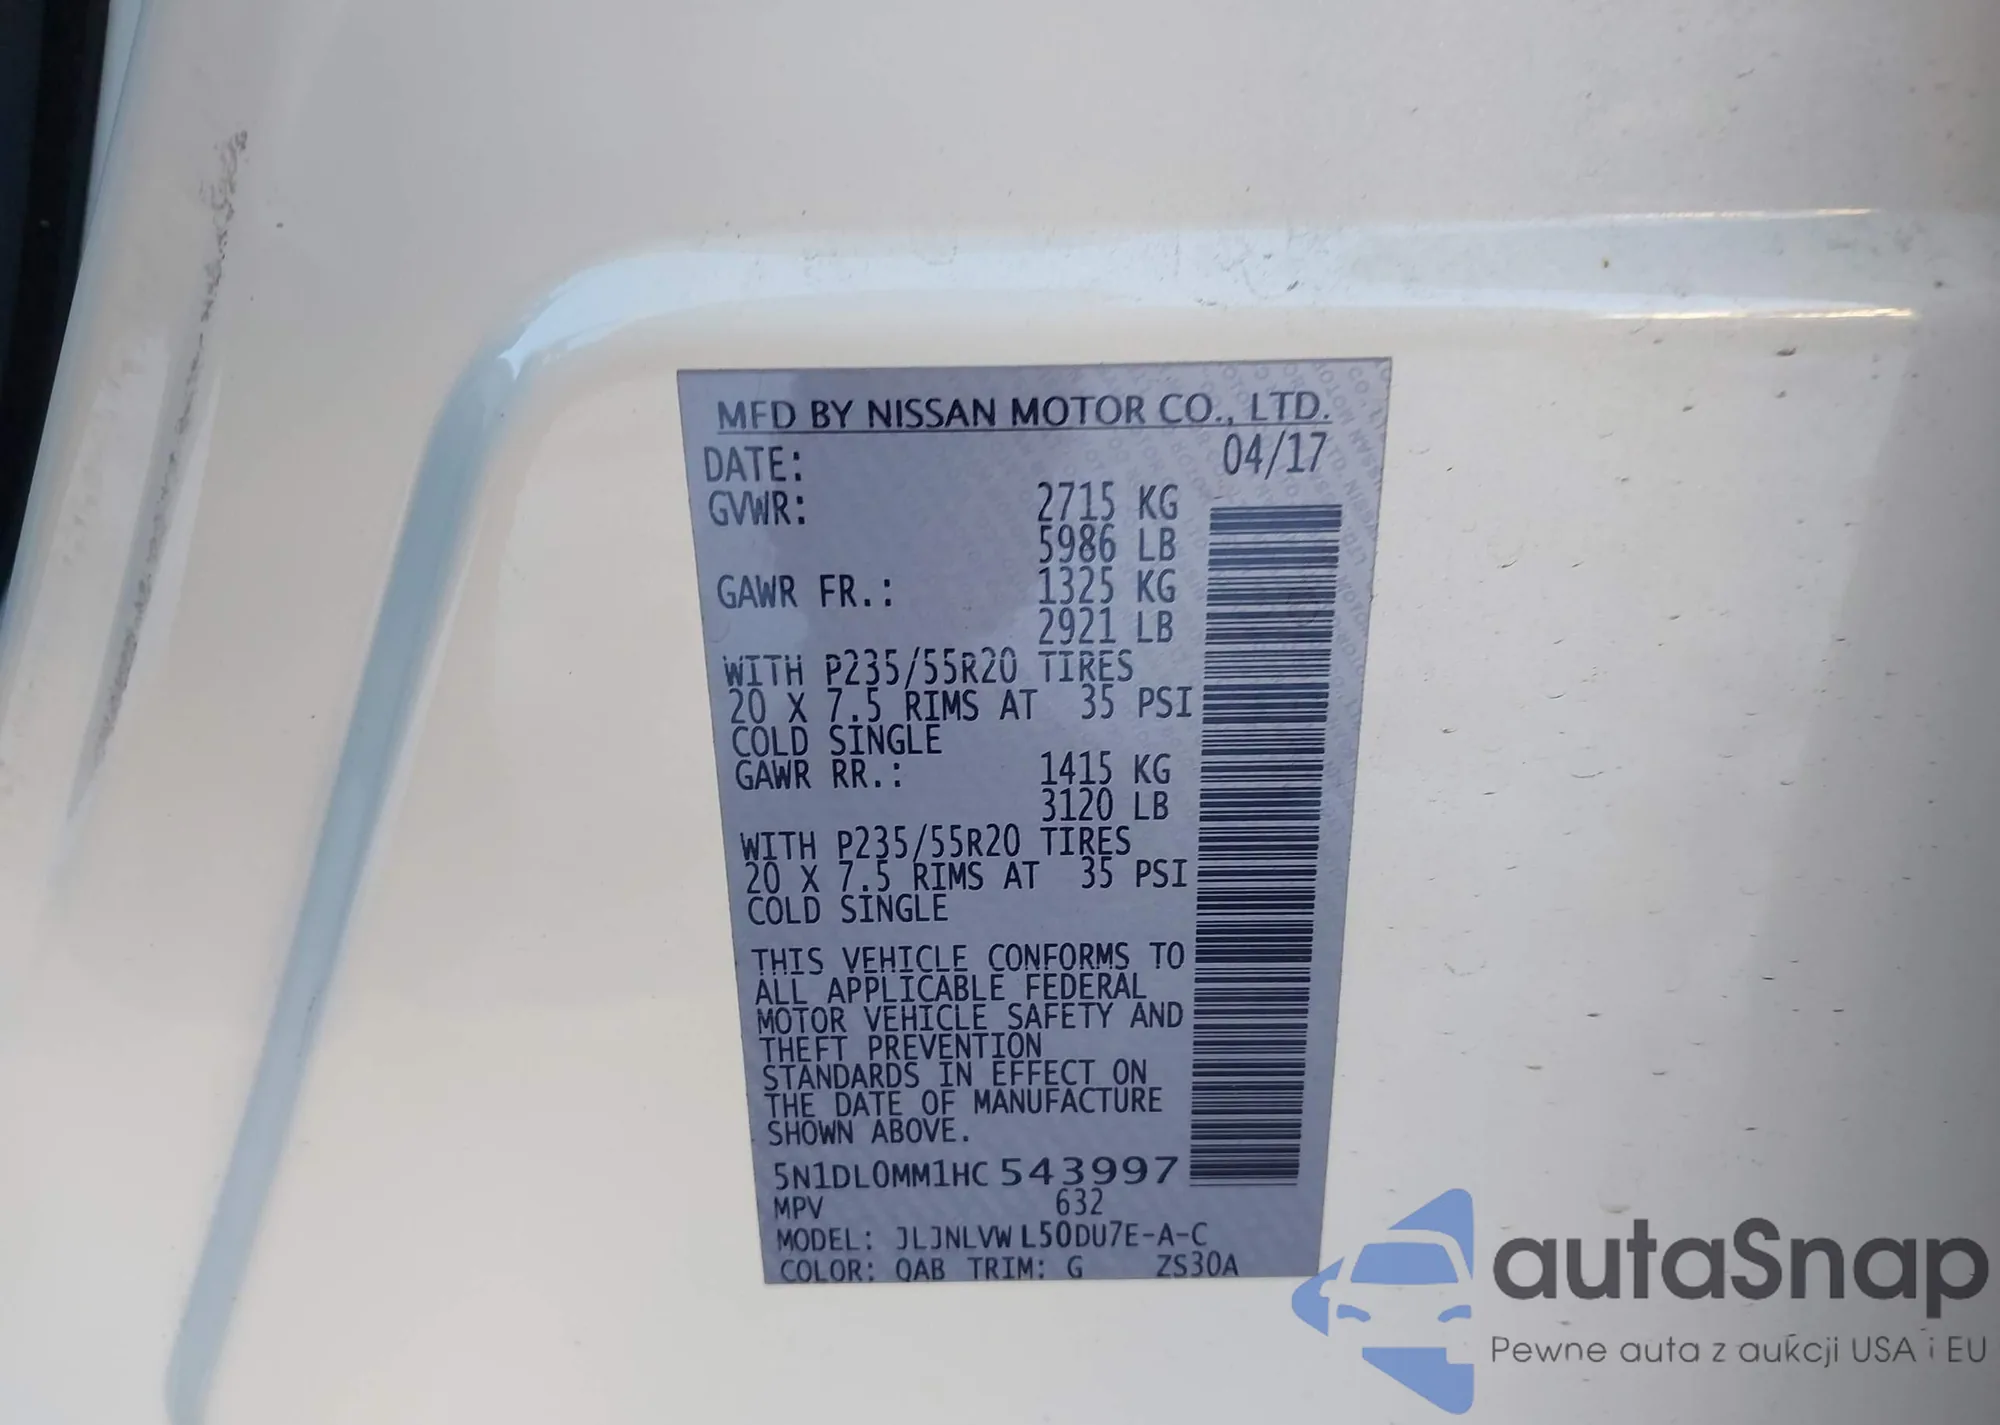 MFD BY NISSAN MOTOR CO., LTD.
DATE: 04/17
GVWR: 2715 KG
5986 LB
GAWR FR.: 1325 KG
2921 LB
WITH P235/55R20 TIRES
20 X 7.5 RIMS AT 35 PSI
COLD SINGLE
GAWR RR.: 1415 KG
3120 LB
WITH P235/55R20 TIRES
20 X 7.5 RIMS AT 35 PSI
COLD SINGLE
THIS VEHICLE CONFORMS TO
ALL APPLICABLE FEDERAL
MOTOR VEHICLE SAFETY AND
THEFT PREVENTION
STANDARDS IN EFFECT ON
THE DATE OF MANUFACTURE
SHOWN ABOVE.
5N1DL0MM1HC543997
MPV 632
MODEL: JLJNLVWL50DU7E-A-C
COLOR: QAB TRIM: G ZS30A
autaSnap
Pewne auta z aukcji USA i EU